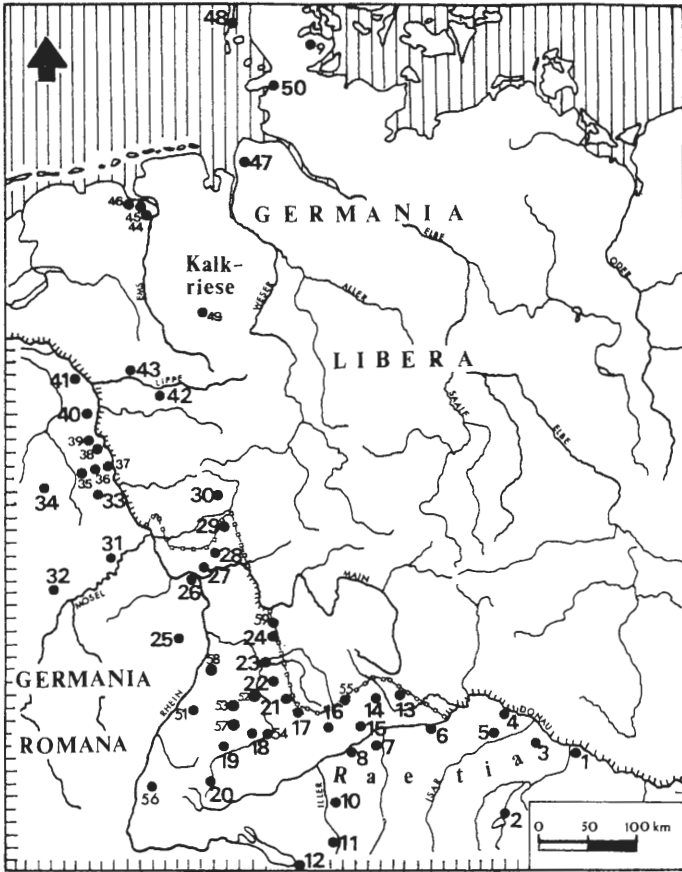 48
9
50
47
46
45
44
GERMANIA
ELBE
ODER
Kalk-
riese
EMS
WESER
ALLER
49
LIBERA
43
41
LIPPE
42
SAALE
ELBE
40
39
38
37
36
35
34
33
30
29
31
28
27
32
26
MOSEL
MAIN
59
24
25
23
58
GERMANIA
22
52
55
14
13
RHEIN
53
21
51
17
16
DONAU
4
ROMANA
57
18
54
15
6
5
19
7
3
8
Raetia
1
20
56
ILLER
10
ISAR
2
11
12
0 50 100 km